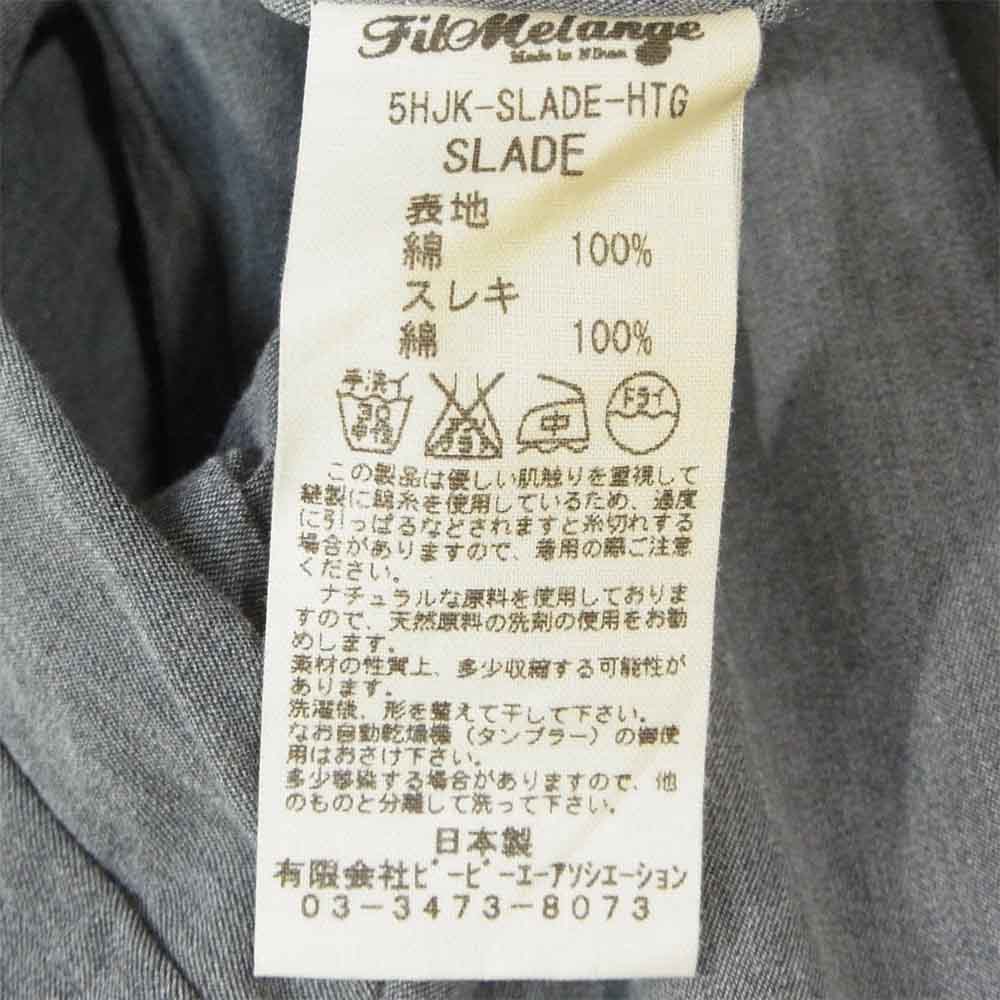 FilMelange
Made in Nihon
5HJK-SLADE-HTG
SLADE
表地
綿 100%
スレキ
綿 100%
手洗イ
30
中性
エンソ
サラシ
中
ドライ
この製品は優しい肌触りを重視して
縫製に綿糸を使用しているため、過度
に引っぱるなどされますと糸切れする
場合がありますので、着用の際ご注意
ください。
ナチュラルな原料を使用しておりま
すので、天然原料の洗剤の使用をお勧
めします。
素材の性質上、多少収縮する可能性が
あります。
洗濯後、形を整えて干して下さい。
なお自動乾燥機（タンブラー）の御使
用はおさけ下さい。
多少移染する場合がありますので、他
のものと分離して洗って下さい。
日本製
有限会社ビーピーエーアソシエーション
03-3473-8073